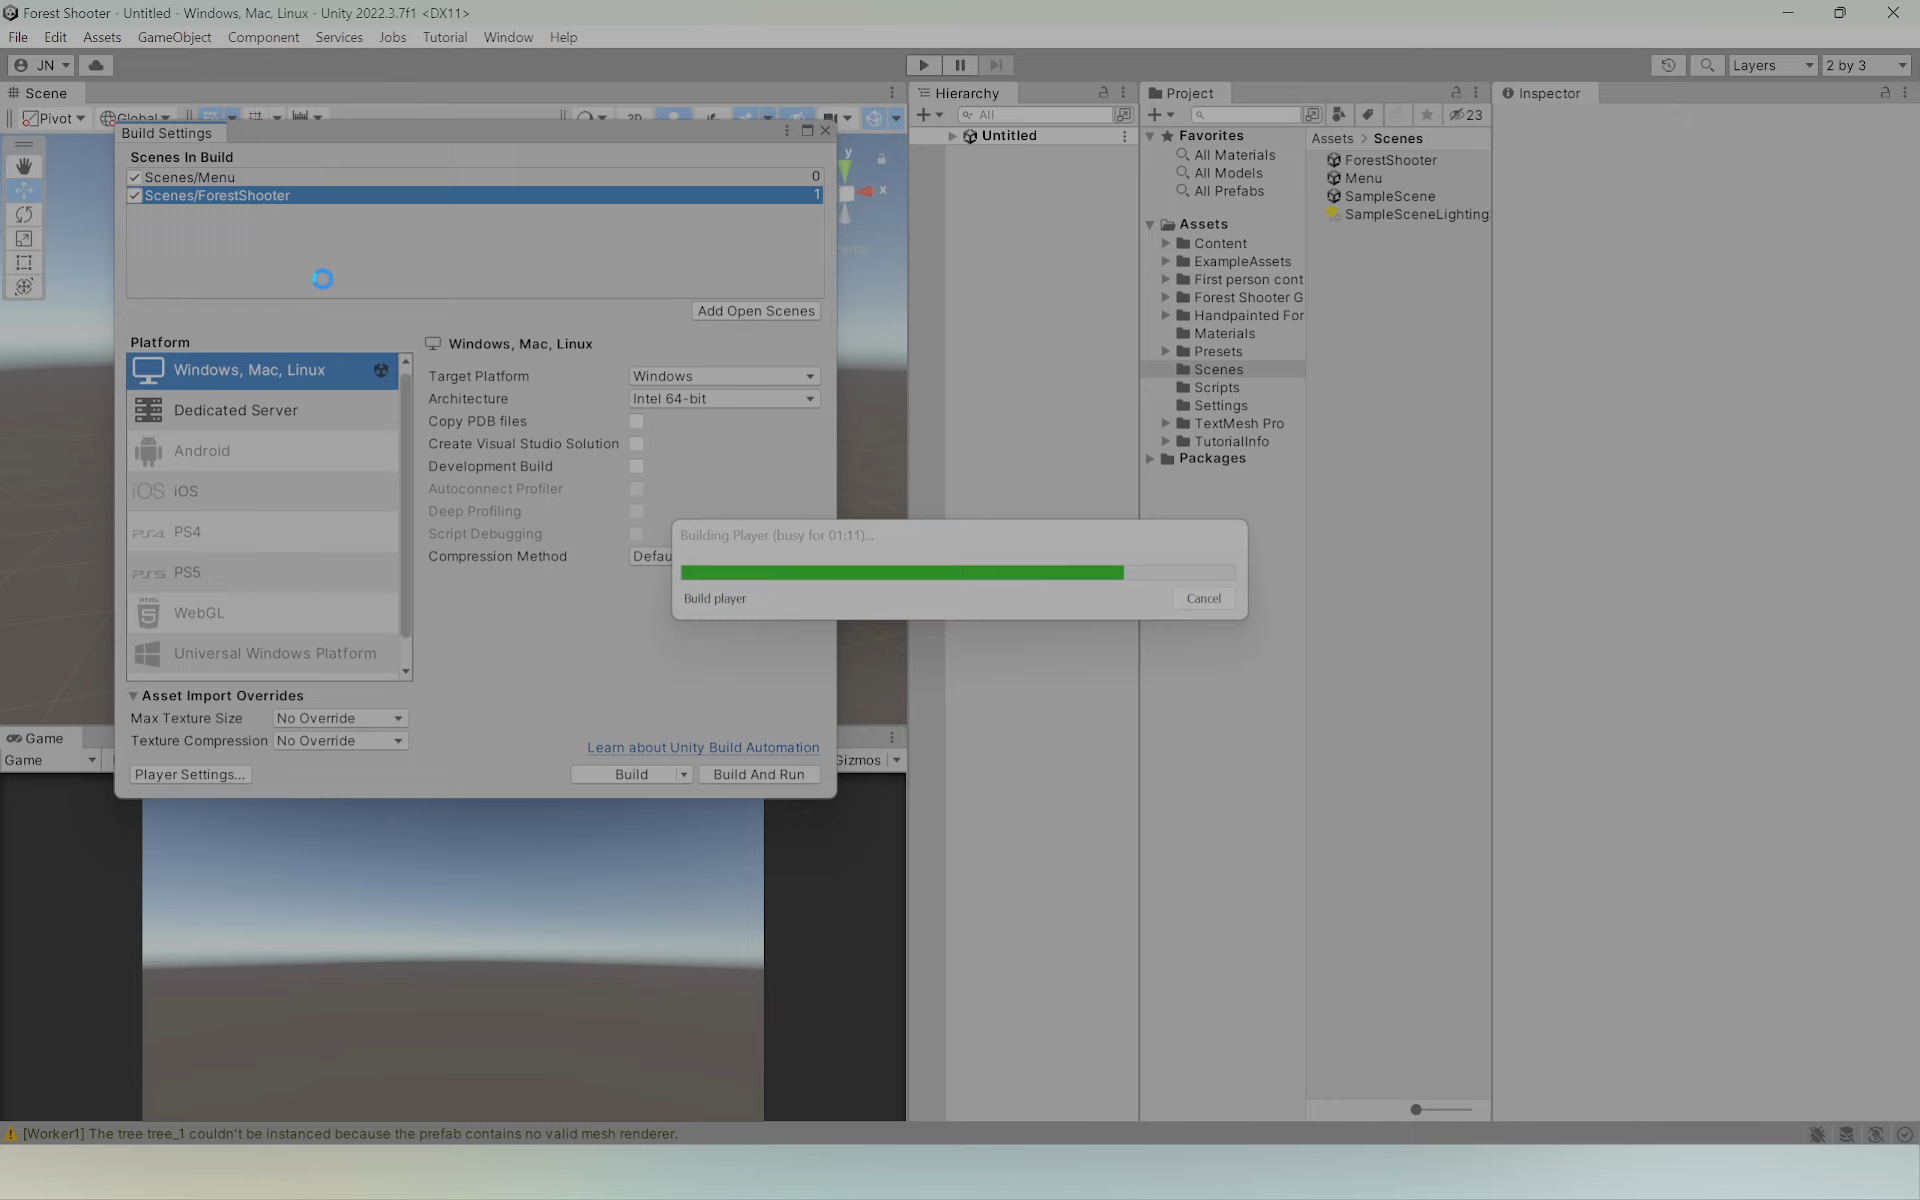 Forest Shooter - Untitled - Windows, Mac, Linux - Unity 2022.3.7f1 <DX11>
File Edit Assets GameObject Component Services Jobs Tutorial Window Help
JN
Layers
2 by 3
Scene
Hierarchy
Project
Inspector
Pivot
Global
2D
All
23
Build Settings
Scenes In Build
Scenes/Menu 0
Scenes/ForestShooter 1
y
x
Add Open Scenes
Platform
Windows, Mac, Linux
Dedicated Server
Android
iOS iOS
PS4 PS4
PS5 PS5
HTML 5 WebGL
Universal Windows Platform
Windows, Mac, Linux
Target Platform Windows
Architecture Intel 64-bit
Copy PDB files
Create Visual Studio Solution
Development Build
Autoconnect Profiler
Deep Profiling
Script Debugging
Compression Method Defau
Asset Import Overrides
Max Texture Size No Override
Texture Compression No Override
Learn about Unity Build Automation
Player Settings...
Build
Build And Run
Building Player (busy for 01:11)...
Build player
Cancel
Untitled
Favorites
All Materials
All Models
All Prefabs
Assets
Content
ExampleAssets
First person cont
Forest Shooter G
Handpainted For
Materials
Presets
Scenes
Scripts
Settings
TextMesh Pro
TutorialInfo
Packages
Assets > Scenes
ForestShooter
Menu
SampleScene
SampleSceneLighting
Game
Game
Gizmos
[Worker1] The tree tree_1 couldn't be instanced because the prefab contains no valid mesh renderer.